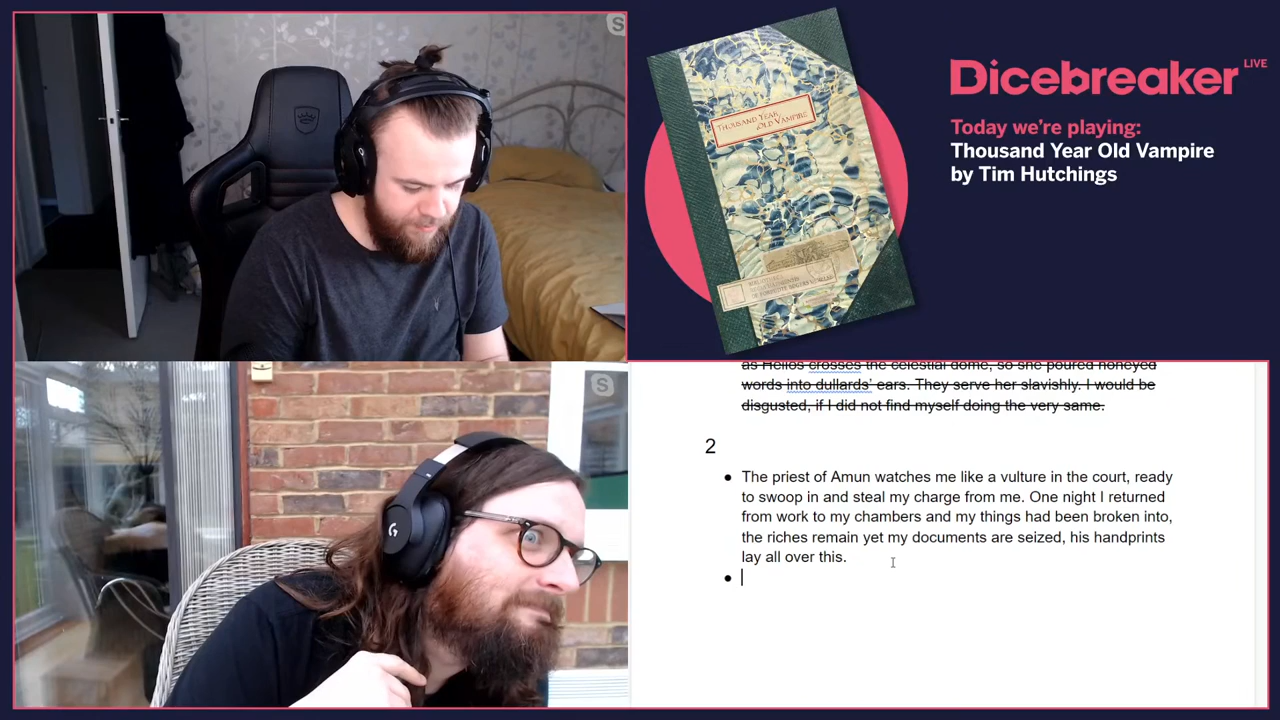 Dicebreaker LIVE
Today we're playing:
Thousand Year Old Vampire
by Tim Hutchings
THOUSAND YEAR
OLD VAMPIRE
as Helios crosses the celestial dome, so she poured honeyed
words into dullards' ears. They serve her slavishly. I would be
disgusted, if I did not find myself doing the very same.
2
● The priest of Amun watches me like a vulture in the court, ready
to swoop in and steal my charge from me. One night I returned
from work to my chambers and my things had been broken into,
the riches remain yet my documents are seized, his handprints
lay all over this.
●
S
S
G